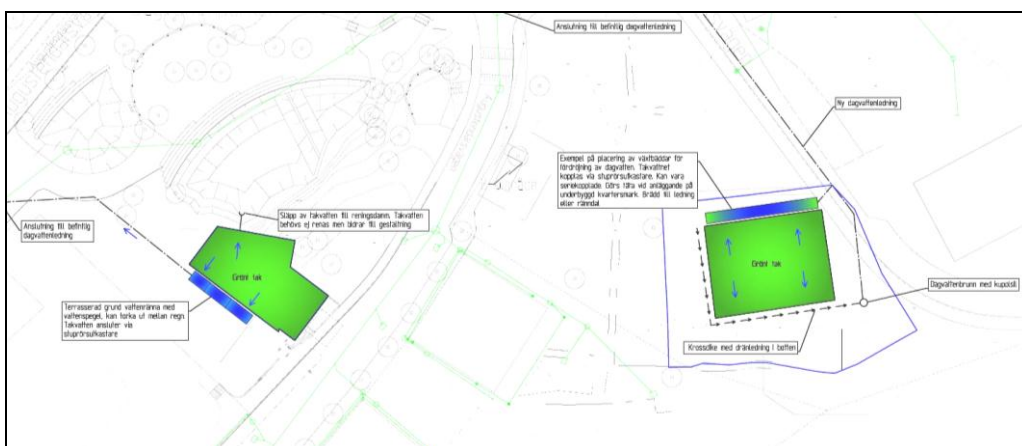 Anslutning till befintlig dagvattenledning
Ny dagvattenledning
Exempel på placering av växtbäddar för
fördröjning av dagvatten. Takvattnet
kopplas via stuprörsutkastare. Kan vara
seriekopplade. Görs täta vid anläggande på
underbyggd kvartersmark. Brädd till ledning
eller ränndal
Släpp av takvatten till reningsdamm. Takvatten
behövs ej renas men bidrar till gestaltning
Anslutning till befintlig
dagvattenledning
Grönt tak
Grönt tak
Terrasserad grund vattenränna med
vattenspegel, kan torka ut mellan regn.
Takvatten ansluter via
stuprörsutkastare
Dagvattenbrunn med kupolsil
Krossdike med dränledning i botten